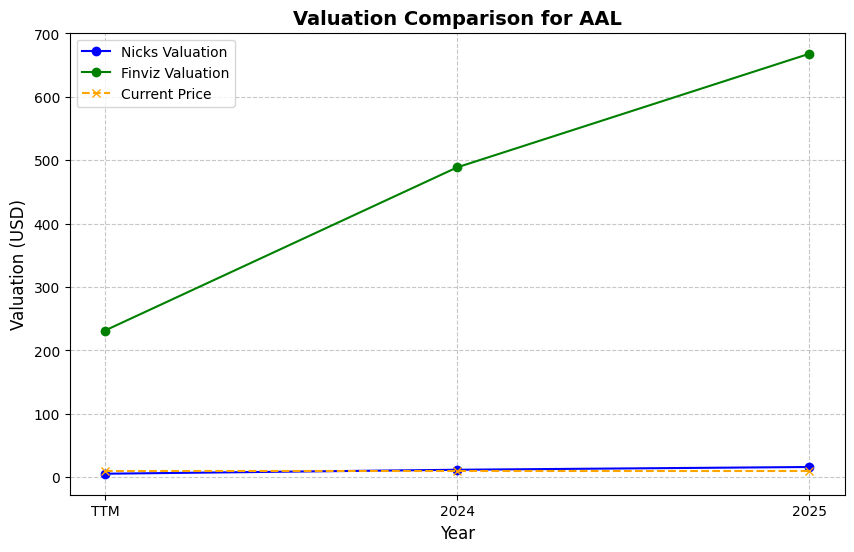 Valuation Comparison for AAL
Nicks Valuation
Finviz Valuation
Current Price
Valuation (USD)
700
600
500
400
300
200
100
0
TTM
2024
2025
Year